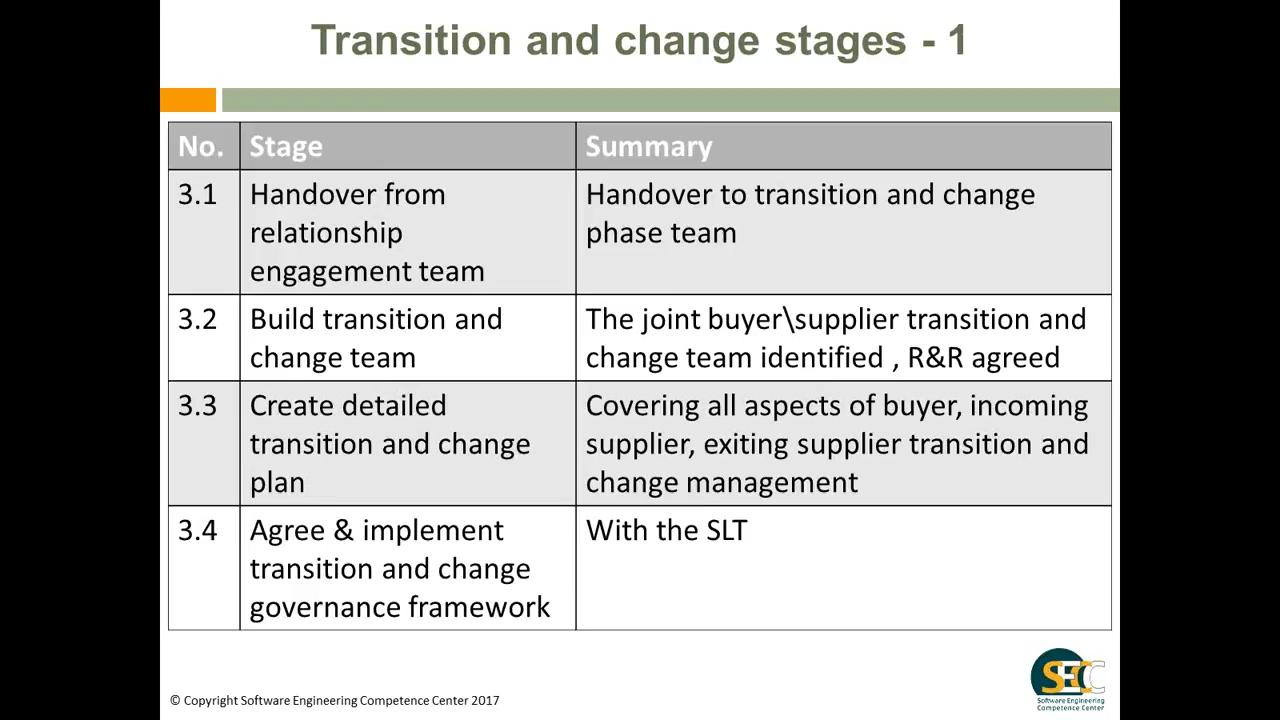 Transition and change stages - 1
No.
Stage
Summary
3.1
Handover from
relationship
engagement team
Handover to transition and change
phase team
3.2
Build transition and
change team
The joint buyer\supplier transition and
change team identified , R&R agreed
3.3
Create detailed
transition and change
plan
Covering all aspects of buyer, incoming
supplier, exiting supplier transition and
change management
3.4
Agree & implement
transition and change
governance framework
With the SLT
© Copyright Software Engineering Competence Center 2017
SECC
Software Engineering
Competence Center